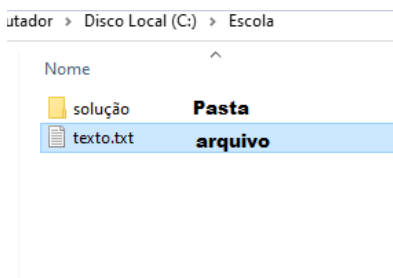 utador > Disco Local (C:) > Escola
Nome
solução Pasta
texto.txt arquivo